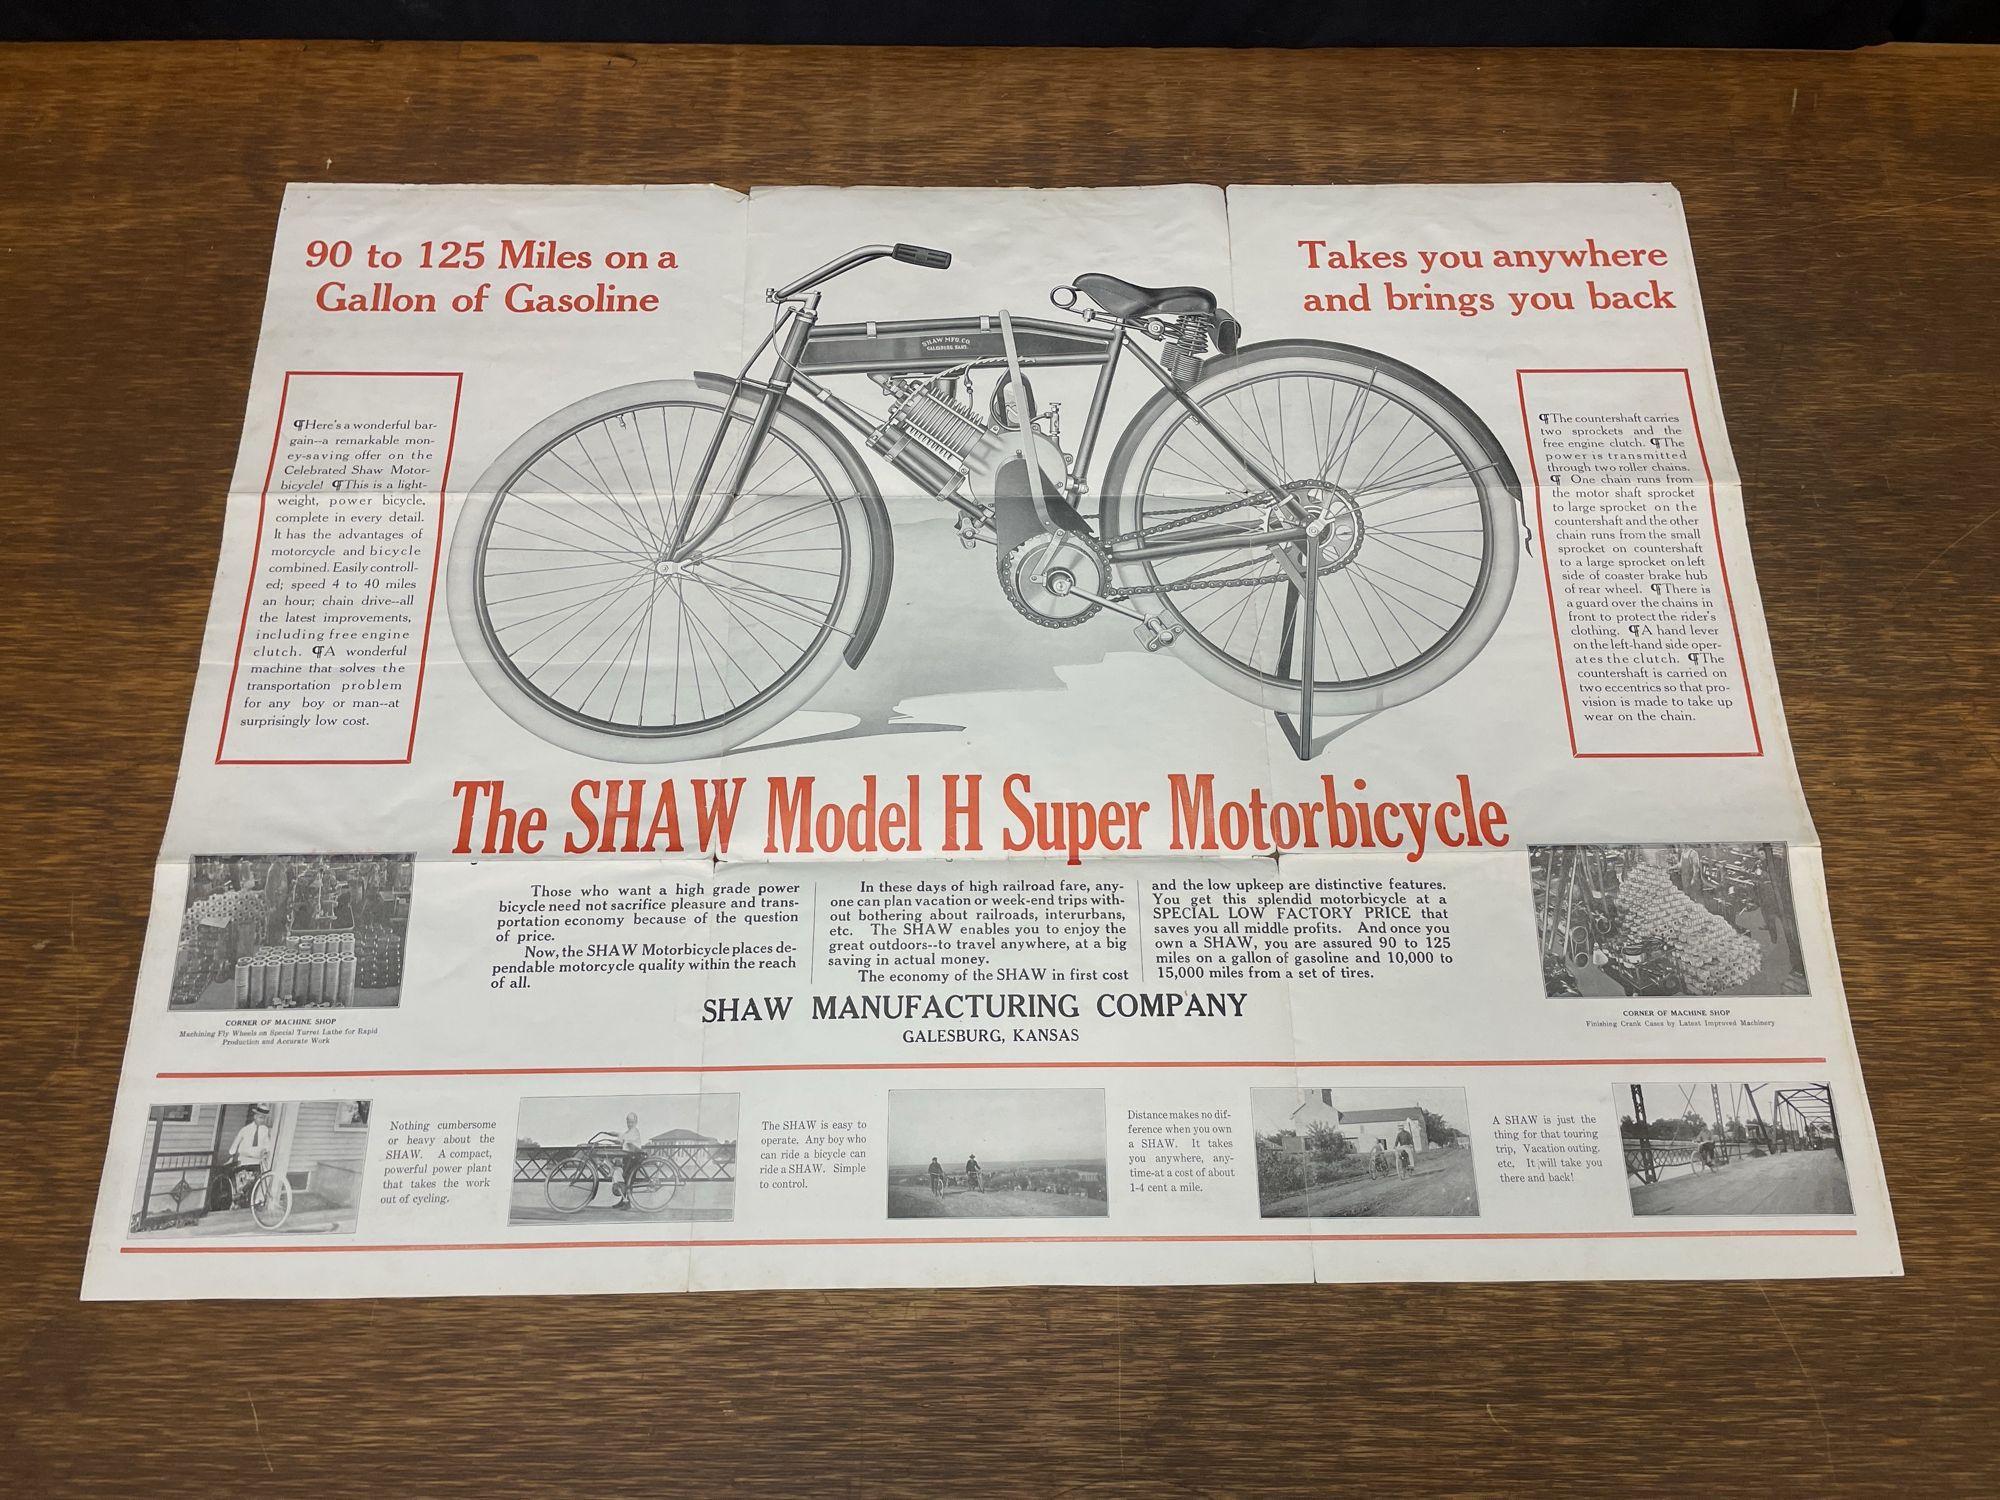 90 to 125 Miles on a
Gallon of Gasoline
Takes you anywhere
and brings you back
SHAW MFG. CO.
GALESBURG KANS.
¶Here's a wonderful bar-
gain--a remarkable mon-
ey-saving offer on the
Celebrated Shaw Motor-
bicycle! ¶This is a light-
weight, power bicycle,
complete in every detail.
It has the advantages of
motorcycle and bicycle
combined. Easily controll-
ed; speed 4 to 40 miles
an hour; chain drive--all
the latest improvements,
including free engine
clutch. ¶A wonderful
machine that solves the
transportation problem
for any boy or man--at
surprisingly low cost.
¶The countershaft carries
two sprockets and the
free engine clutch. ¶The
power is transmitted
through two roller chains.
¶ One chain runs from
the motor shaft sprocket
to large sprocket on the
countershaft and the other
chain runs from the small
sprocket on countershaft
to a large sprocket on left
side of coaster brake hub
of rear wheel. ¶There is
a guard over the chains in
front to protect the rider's
clothing. ¶A hand lever
on the left-hand side oper-
ates the clutch. ¶The
countershaft is carried on
two eccentrics so that pro-
vision is made to take up
wear on the chain.
The SHAW Model H Super Motorbicycle
Those who want a high grade power
bicycle need not sacrifice pleasure and trans-
portation economy because of the question
of price.
Now, the SHAW Motorbicycle places de-
pendable motorcycle quality within the reach
of all.
In these days of high railroad fare, any-
one can plan vacation or week-end trips with-
out bothering about railroads, interurbans,
etc. The SHAW enables you to enjoy the
great outdoors--to travel anywhere, at a big
saving in actual money.
The economy of the SHAW in first cost
and the low upkeep are distinctive features.
You get this splendid motorbicycle at a
SPECIAL LOW FACTORY PRICE that
saves you all middle profits. And once you
own a SHAW, you are assured 90 to 125
miles on a gallon of gasoline and 10,000 to
15,000 miles from a set of tires.
SHAW MANUFACTURING COMPANY
GALESBURG, KANSAS
CORNER OF MACHINE SHOP
Machining Fly Wheels on Special Turret Lathe for Rapid
Production and Accurate Work
CORNER OF MACHINE SHOP
Finishing Crank Cases by Latest Improved Machinery
Nothing cumbersome
or heavy about the
SHAW. A compact,
powerful power plant
that takes the work
out of cycling.
The SHAW is easy to
operate. Any boy who
can ride a bicycle can
ride a SHAW. Simple
to control.
Distance makes no dif-
ference when you own
a SHAW. It takes
you anywhere, any-
time-at a cost of about
1-4 cent a mile.
A SHAW is just the
thing for that touring
trip, Vacation outing.
etc, It will take you
there and back!